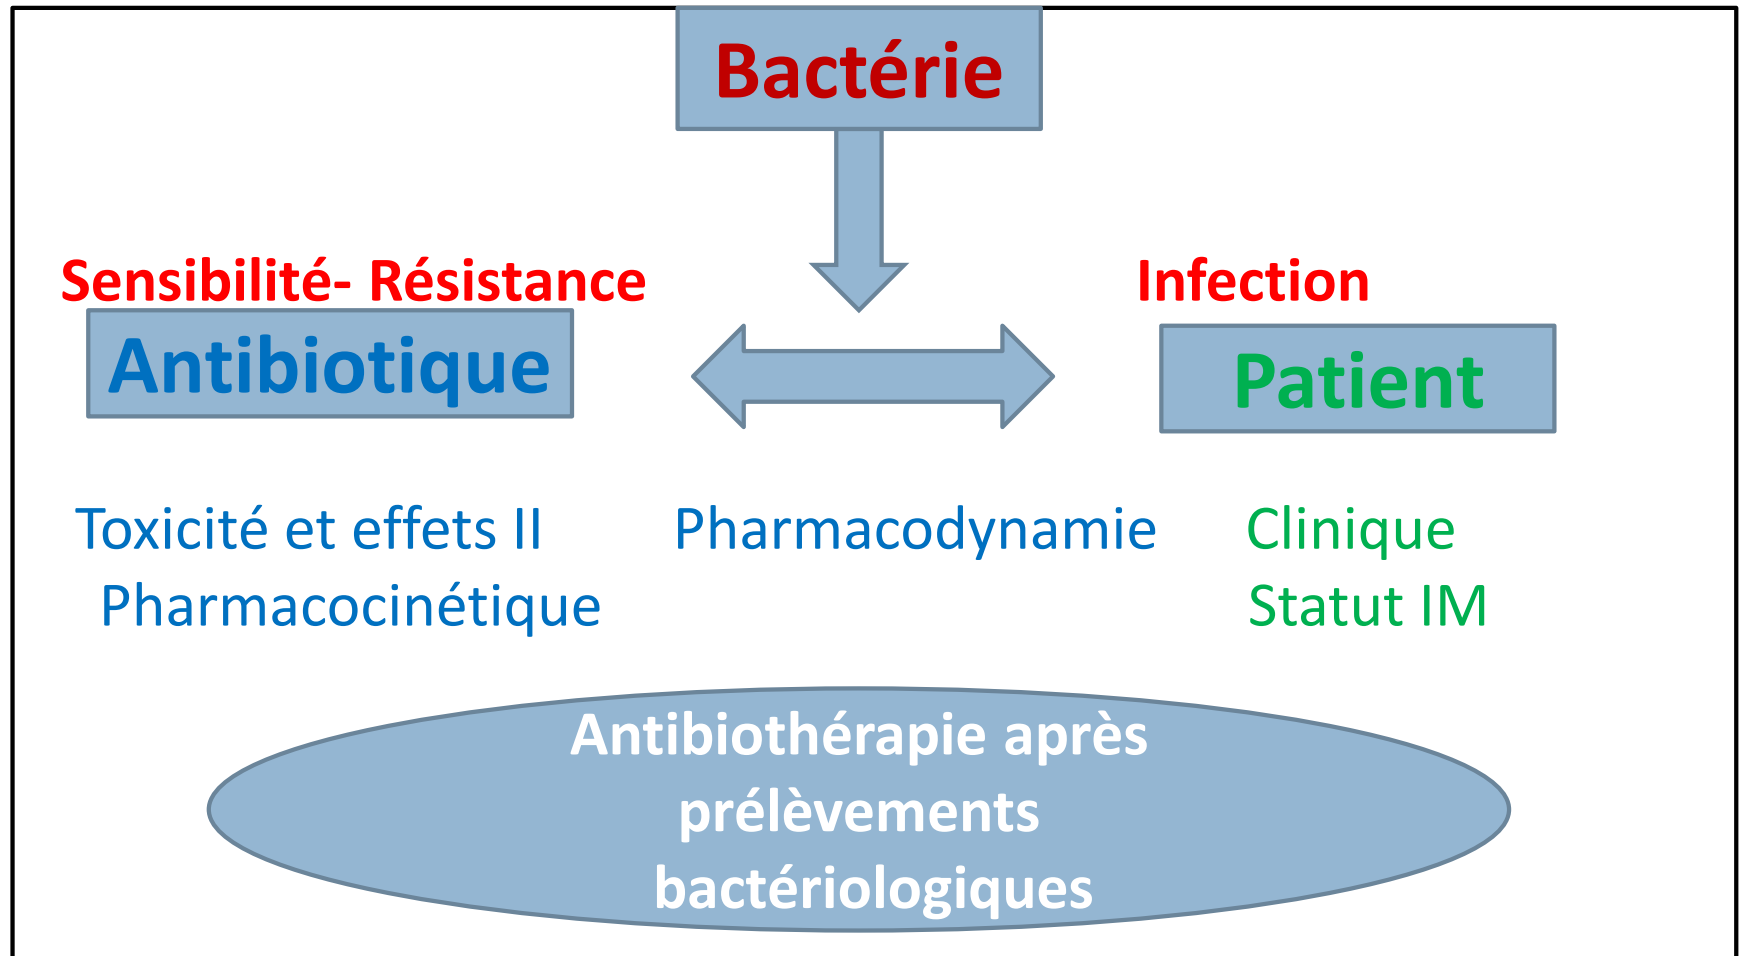 Bactérie
Sensibilité- Résistance
Infection
Antibiotique
Patient
Toxicité et effets II
Pharmacodynamie
Clinique
Pharmacocinétique
Statut IM
Antibiothérapie après
prélèvements
bactériologiques